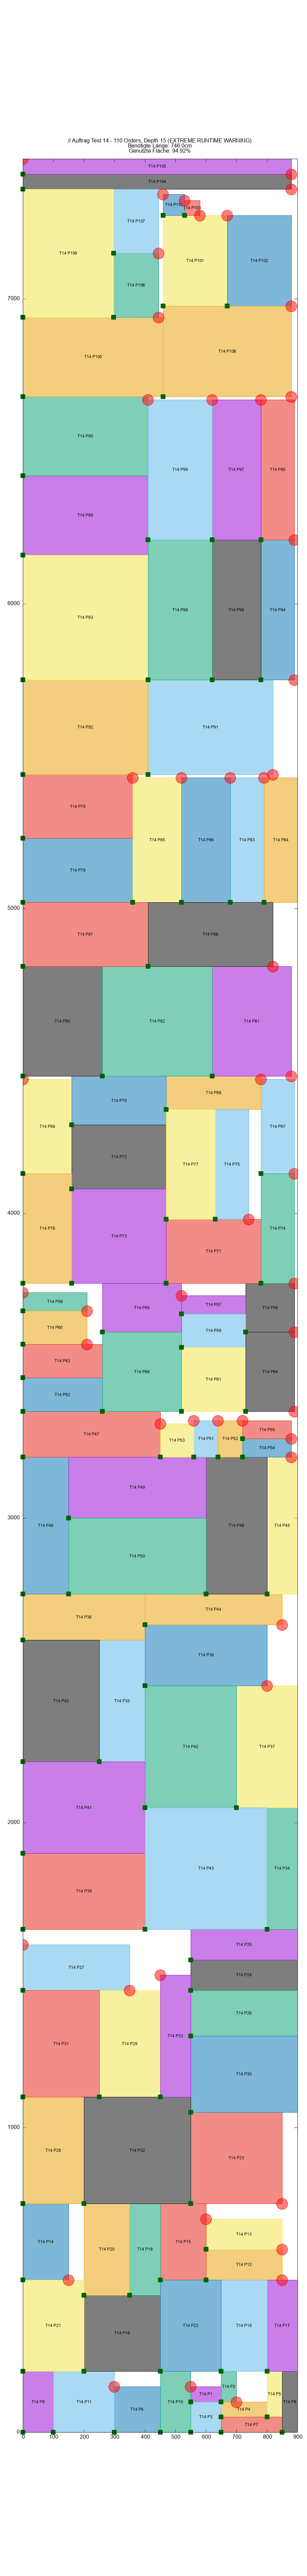 // Auftrag Test 14 - 110 Orders, Depth 15 (EXTREME RUNTIME WARNING)
Benötigte Länge: 746.0cm
Genutzte Fläche: 94.92%
T14 P105
T14 P107
T14 P109
T14 P101
T14 P102
T14 P106
7000
T14 P100
T14 P108
T14 P90
T14 P97
T14 P95
T14 P89
T14 P93
T14 P98
T14 P94
6000
T14 P92
T14 P91
T14 P79
T14 P85
T14 P86
T14 P83
T14 P84
T14 P78
5000
T14 P87
T14 P88
T14 P80
T14 P82
T14 P81
T14 P70
T14 P68
T14 P69
T14 P67
T14 P72
T14 P77
T14 P75
T14 P76
T14 P73
T14 P74
4000
T14 P71
T14 P65
T14 P58
T14 P57
T14 P56
T14 P60
T14 P59
T14 P63
T14 P66
T14 P61
T14 P64
T14 P62
T14 P47
T14 P53
T14 P51
T14 P52
T14 P55
T14 P54
T14 P46
T14 P49
T14 P48
T14 P45
3000
T14 P50
T14 P36
T14 P44
T14 P38
T14 P40
T14 P35
T14 P42
T14 P37
T14 P41
2000
T14 P39
T14 P43
T14 P34
T14 P25
T14 P27
T14 P24
T14 P31
T14 P29
T14 P33
T14 P26
T14 P30
T14 P28
T14 P32
T14 P23
1000
T14 P14
T14 P20
T14 P18
T14 P15
T14 P13
T14 P12
T14 P21
T14 P16
T14 P22
T14 P19
T14 P17
T14 P9
T14 P11
T14 P6
T14 P10
T14 P1
T14 P2
T14 P5
T14 P8
T14 P3
T14 P4
T14 P7
0
0 100 200 300 400 500 600 700 800 900